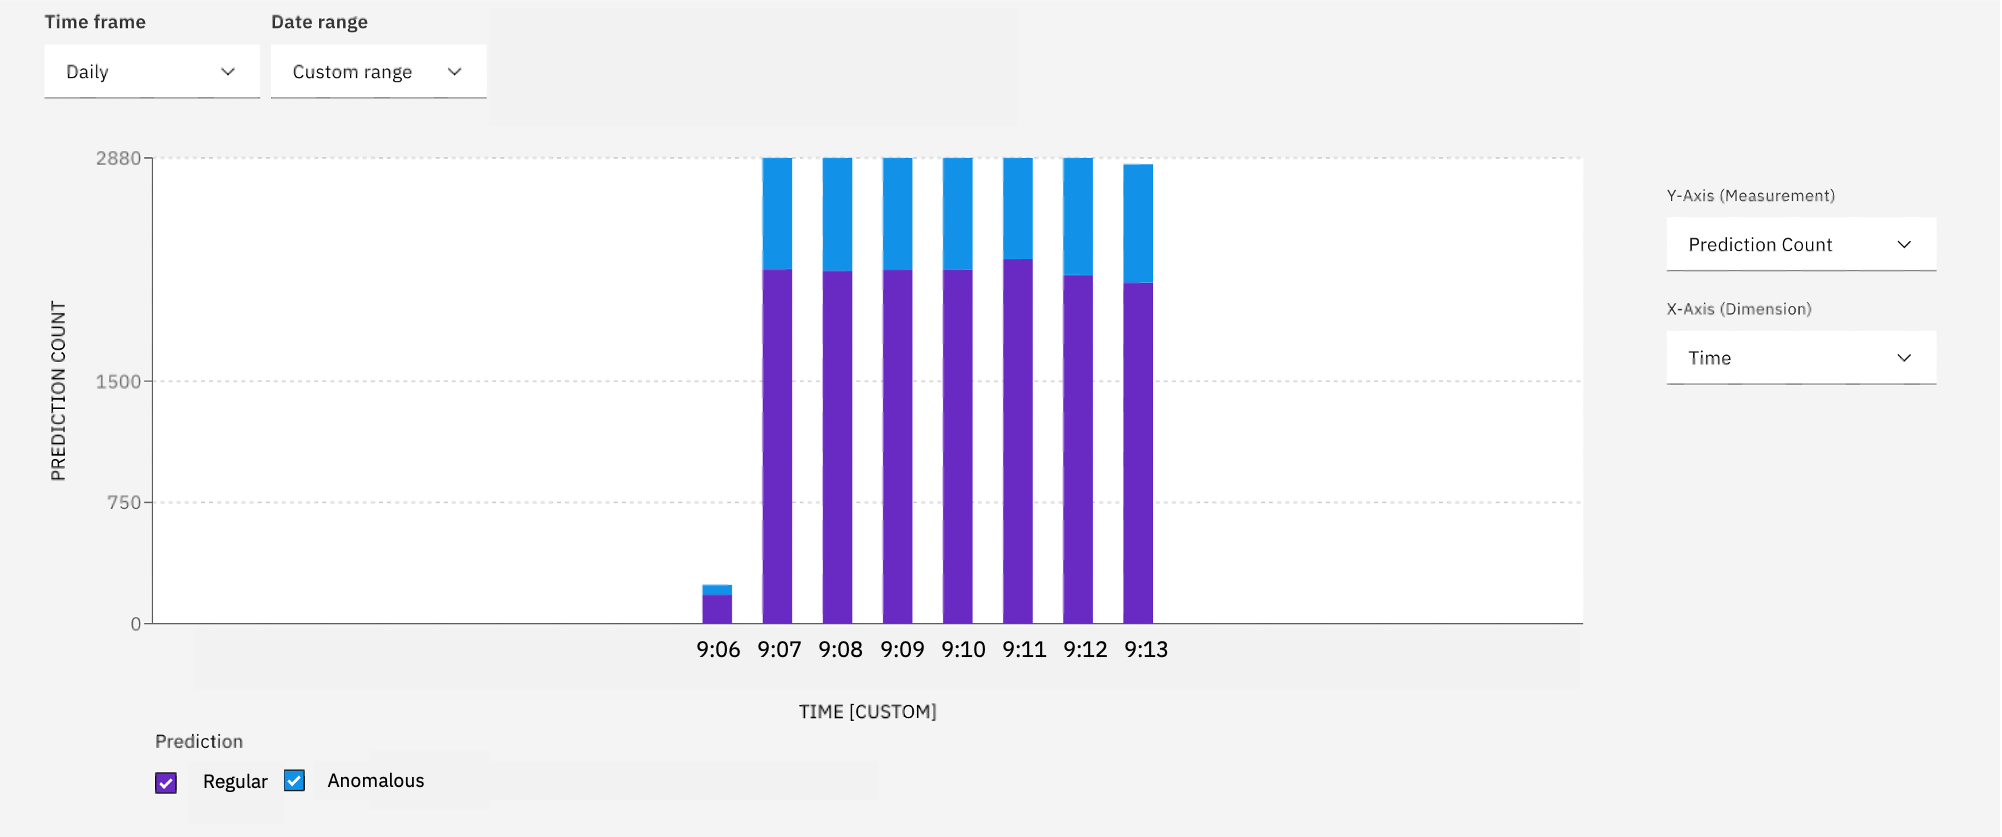 Time frame
Date range
Daily
Custom range
2880
1500
750
0
PREDICTION COUNT
9:06 9:07 9:08 9:09 9:10 9:11 9:12 9:13
TIME [CUSTOM]
Prediction
Regular
Anomalous
Y-Axis (Measurement)
Prediction Count
X-Axis (Dimension)
Time